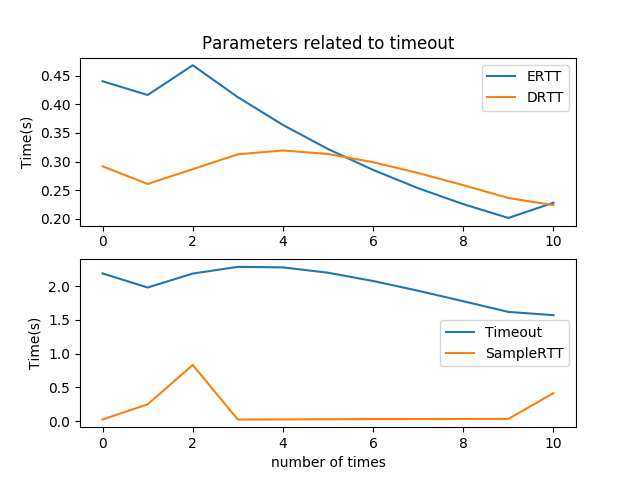 Parameters related to timeout
0.45
0.40
0.35
0.30
0.25
0.20
Time(s)
ERTT
DRTT
0 2 4 6 8 10
2.0
1.5
1.0
0.5
0.0
Time(s)
Timeout
SampleRTT
0 2 4 6 8 10
number of times